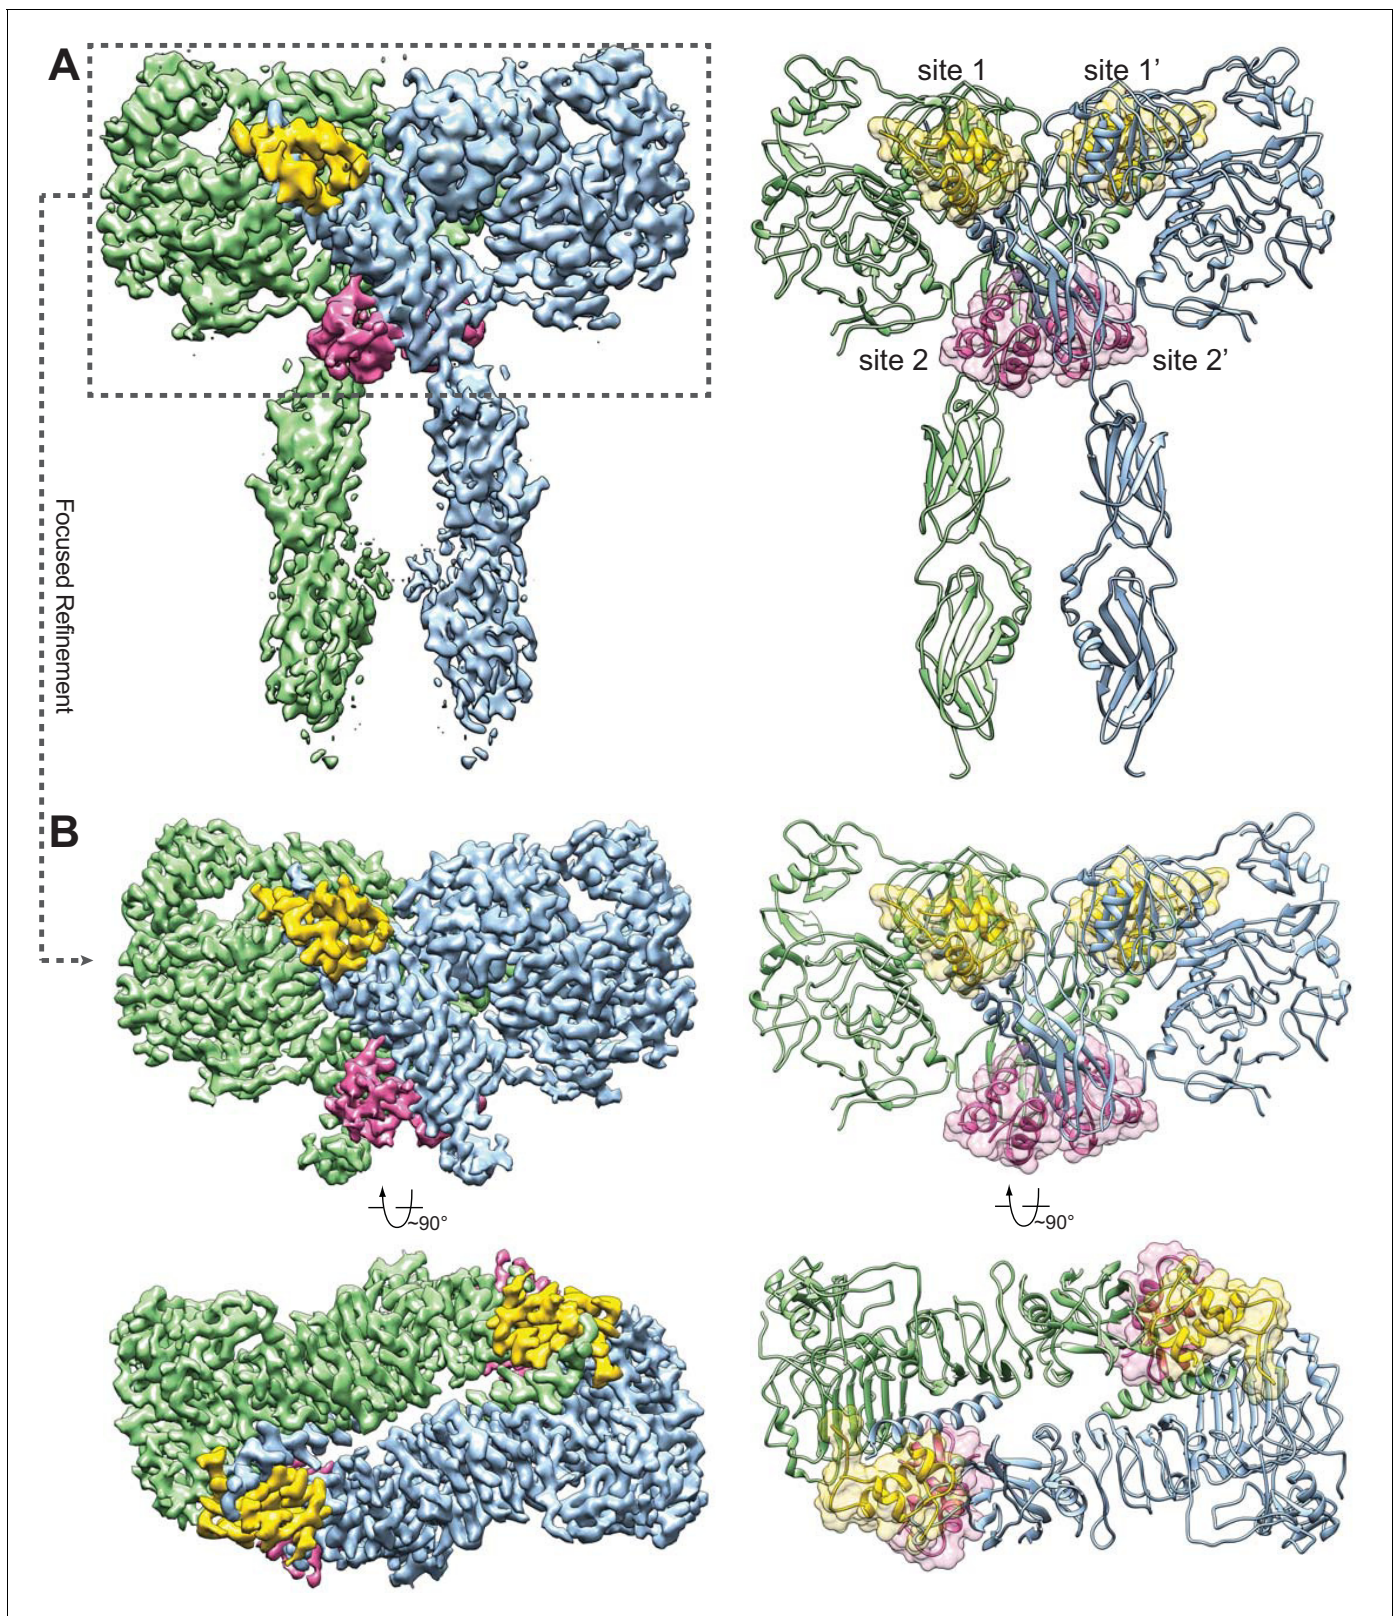 A
site 1
site 1’
site 2
site 2’
Focused Refinement
B
~90°
~90°